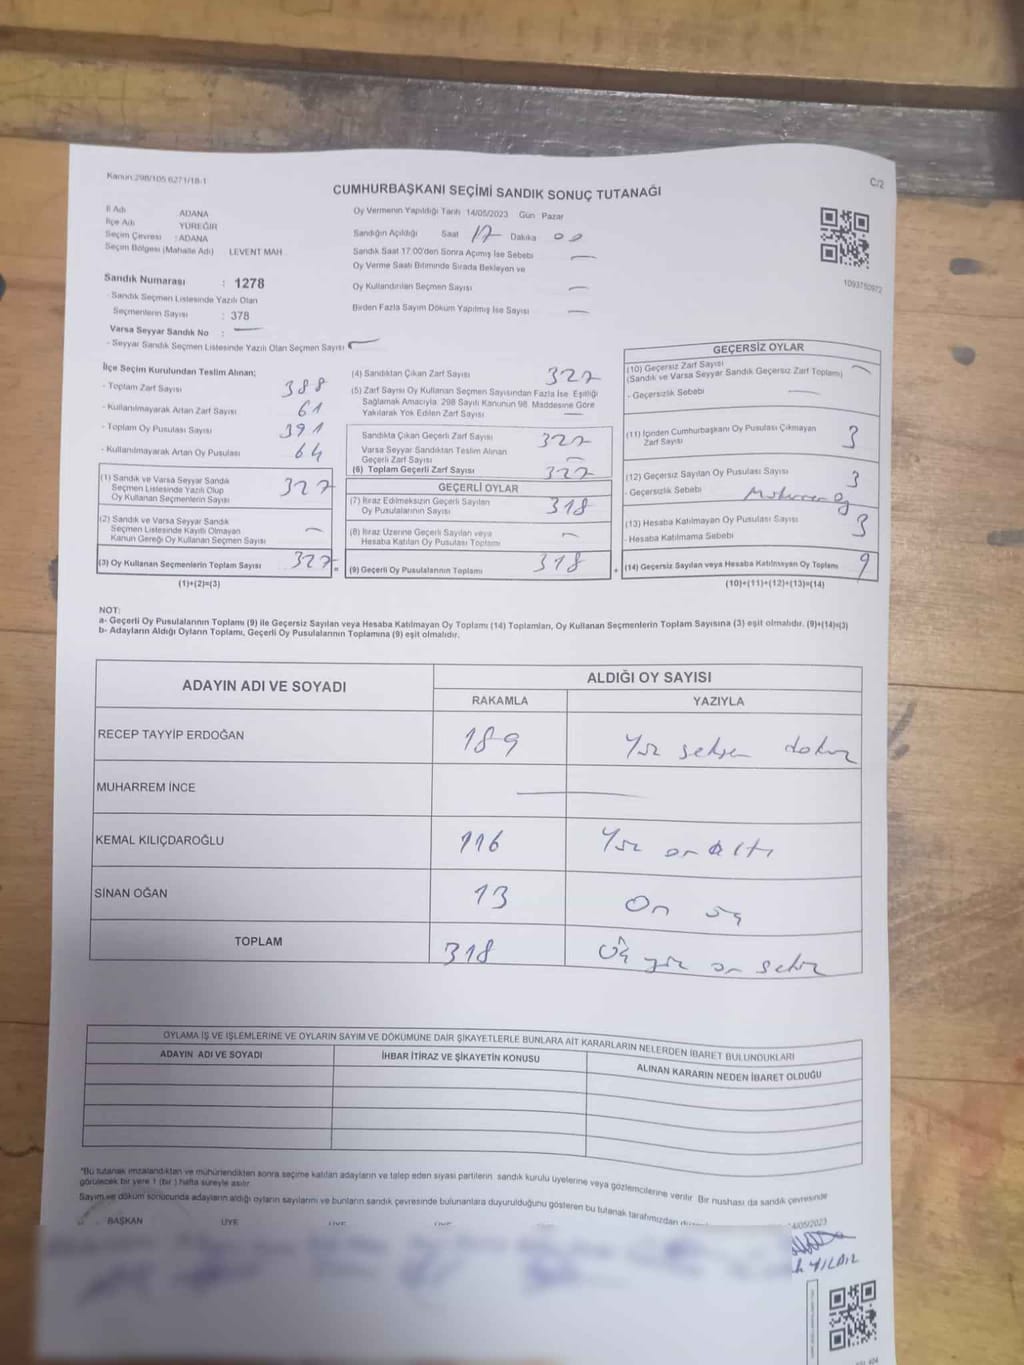 Kanun:298/105 6271/18-1
C/2
CUMHURBAŞKANI SEÇİMİ SANDIK SONUÇ TUTANAĞI
İl Adı ADANA
İlçe Adı YÜREĞİR
Seçim Çevresi : ADANA
Seçim Bölgesi (Mahalle Adı) LEVENT MAH
Sandık Numarası : 1278
- Sandık Seçmen Listesinde Yazılı Olan
Seçmenlerin Sayısı : 378
Varsa Seyyar Sandık No :
- Seyyar Sandık Seçmen Listesinde Yazılı Olan Seçmen Sayısı
Oy Vermenin Yapıldığı Tarih 14/05/2023 Gün Pazar
Sandığın Açıldığı Saat 17 Dakika 00
Sandık Saat 17.00'den Sonra Açımış İse Sebebi
Oy Verme Saati Bitiminde Sırada Bekleyen ve
Oy Kullandırılan Seçmen Sayısı
Birden Fazla Sayım Döküm Yapılmış İse Sayısı
1093750972
İlçe Seçim Kurulundan Teslim Alınan;
- Toplam Zarf Sayısı 388
- Kullanılmayarak Artan Zarf Sayısı 61
- Toplam Oy Pusulası Sayısı 391
- Kullanılmayarak Artan Oy Pusulası 64
(1) Sandık ve Varsa Seyyar Sandık
Seçmen Listesinde Yazılı Olup
Oy Kullanan Seçmenlerin Sayısı 327
(2) Sandık ve Varsa Seyyar Sandık
Seçmen Listesinde Kayıtlı Olmayan
Kanun Gereği Oy Kullanan Seçmen Sayısı
(3) Oy Kullanan Seçmenlerin Toplam Sayısı 327
(1)+(2)=(3)
(4) Sandıktan Çıkan Zarf Sayısı 327
(5) Zarf Sayısı Oy Kullanan Seçmen Sayısından Fazla İse, Eşitliği
Sağlamak Amacıyla, 298 Sayılı Kanunun 98. Maddesine Göre
Yakılarak Yok Edilen Zarf Sayısı
Sandıkta Çıkan Geçerli Zarf Sayısı 327
Varsa Seyyar Sandıktan Teslim Alınan
Geçerli Zarf Sayısı
(6) Toplam Geçerli Zarf Sayısı 327
GEÇERLİ OYLAR
(7) İtiraz Edilmeksizin Geçerli Sayılan
Oy Pusulalarının Sayısı 318
(8) İtiraz Üzerine Geçerli Sayılan veya
Hesaba Katılan Oy Pusulası Toplamı
(9) Geçerli Oy Pusulalarının Toplamı 318
GEÇERSİZ OYLAR
(10) Geçersiz Zarf Sayısı
(Sandık ve Varsa Seyyar Sandık Geçersiz Zarf Toplamı)
- Geçersizlik Sebebi
(11) İçinden Cumhurbaşkanı Oy Pusulası Çıkmayan
Zarf Sayısı 3
(12) Geçersiz Sayılan Oy Pusulası Sayısı 3
- Geçersizlik Sebebi
(13) Hesaba Katılmayan Oy Pusulası Sayısı 3
- Hesaba Katılmama Sebebi
(14) Geçersiz Sayılan veya Hesaba Katılmayan Oy Toplamı 9
(10)+(11)+(12)+(13)=(14)
NOT:
a- Geçerli Oy Pusulalarının Toplamı (9) ile Geçersiz Sayılan veya Hesaba Katılmayan Oy Toplamı (14) Toplamları, Oy Kullanan Seçmenlerin Toplam Sayısına (3) eşit olmalıdır. (9)+(14)=(3)
b- Adayların Aldığı Oyların Toplamı, Geçerli Oy Pusulalarının Toplamına (9) eşit olmalıdır.
ADAYIN ADI VE SOYADI ALDIĞI OY SAYISI
RAKAMLA YAZIYLA
RECEP TAYYİP ERDOĞAN 189 Yüz seksen dokuz
MUHARREM İNCE
KEMAL KILIÇDAROĞLU 116 Yüz on altı
SİNAN OĞAN 13 On üç
TOPLAM 318 Üç yüz on sekiz
OYLAMA İŞ VE İŞLEMLERİNE VE OYLARIN SAYIM VE DÖKÜMÜNE DAİR ŞİKAYETLERLE BUNLARA AİT KARARLARIN NELERDEN İBARET BULUNDUKLARI
ADAYIN ADI VE SOYADI İHBAR İTİRAZ VE ŞİKAYETİN KONUSU ALINAN KARARIN NEDEN İBARET OLDUĞU
*Bu tutanak imzalandıktan ve mühürlendikten sonra seçime katılan adayların ve talep eden siyasi partilerin sandık kurulu üyelerine veya gözlemcilerine verilir. Bir nushası da sandık çevresinde
görülecek bir yere 1 (bir) hafta süreyle asılır.
Sayım ve döküm sonucunda adayların aldığı oyların sayılarını ve bunların sandık çevresinde bulunanlara duyurulduğunu gösteren bu tutanak tarafımızdan
14/05/2023
BAŞKAN ÜYE ÜYE ÜYE
YILDIZ